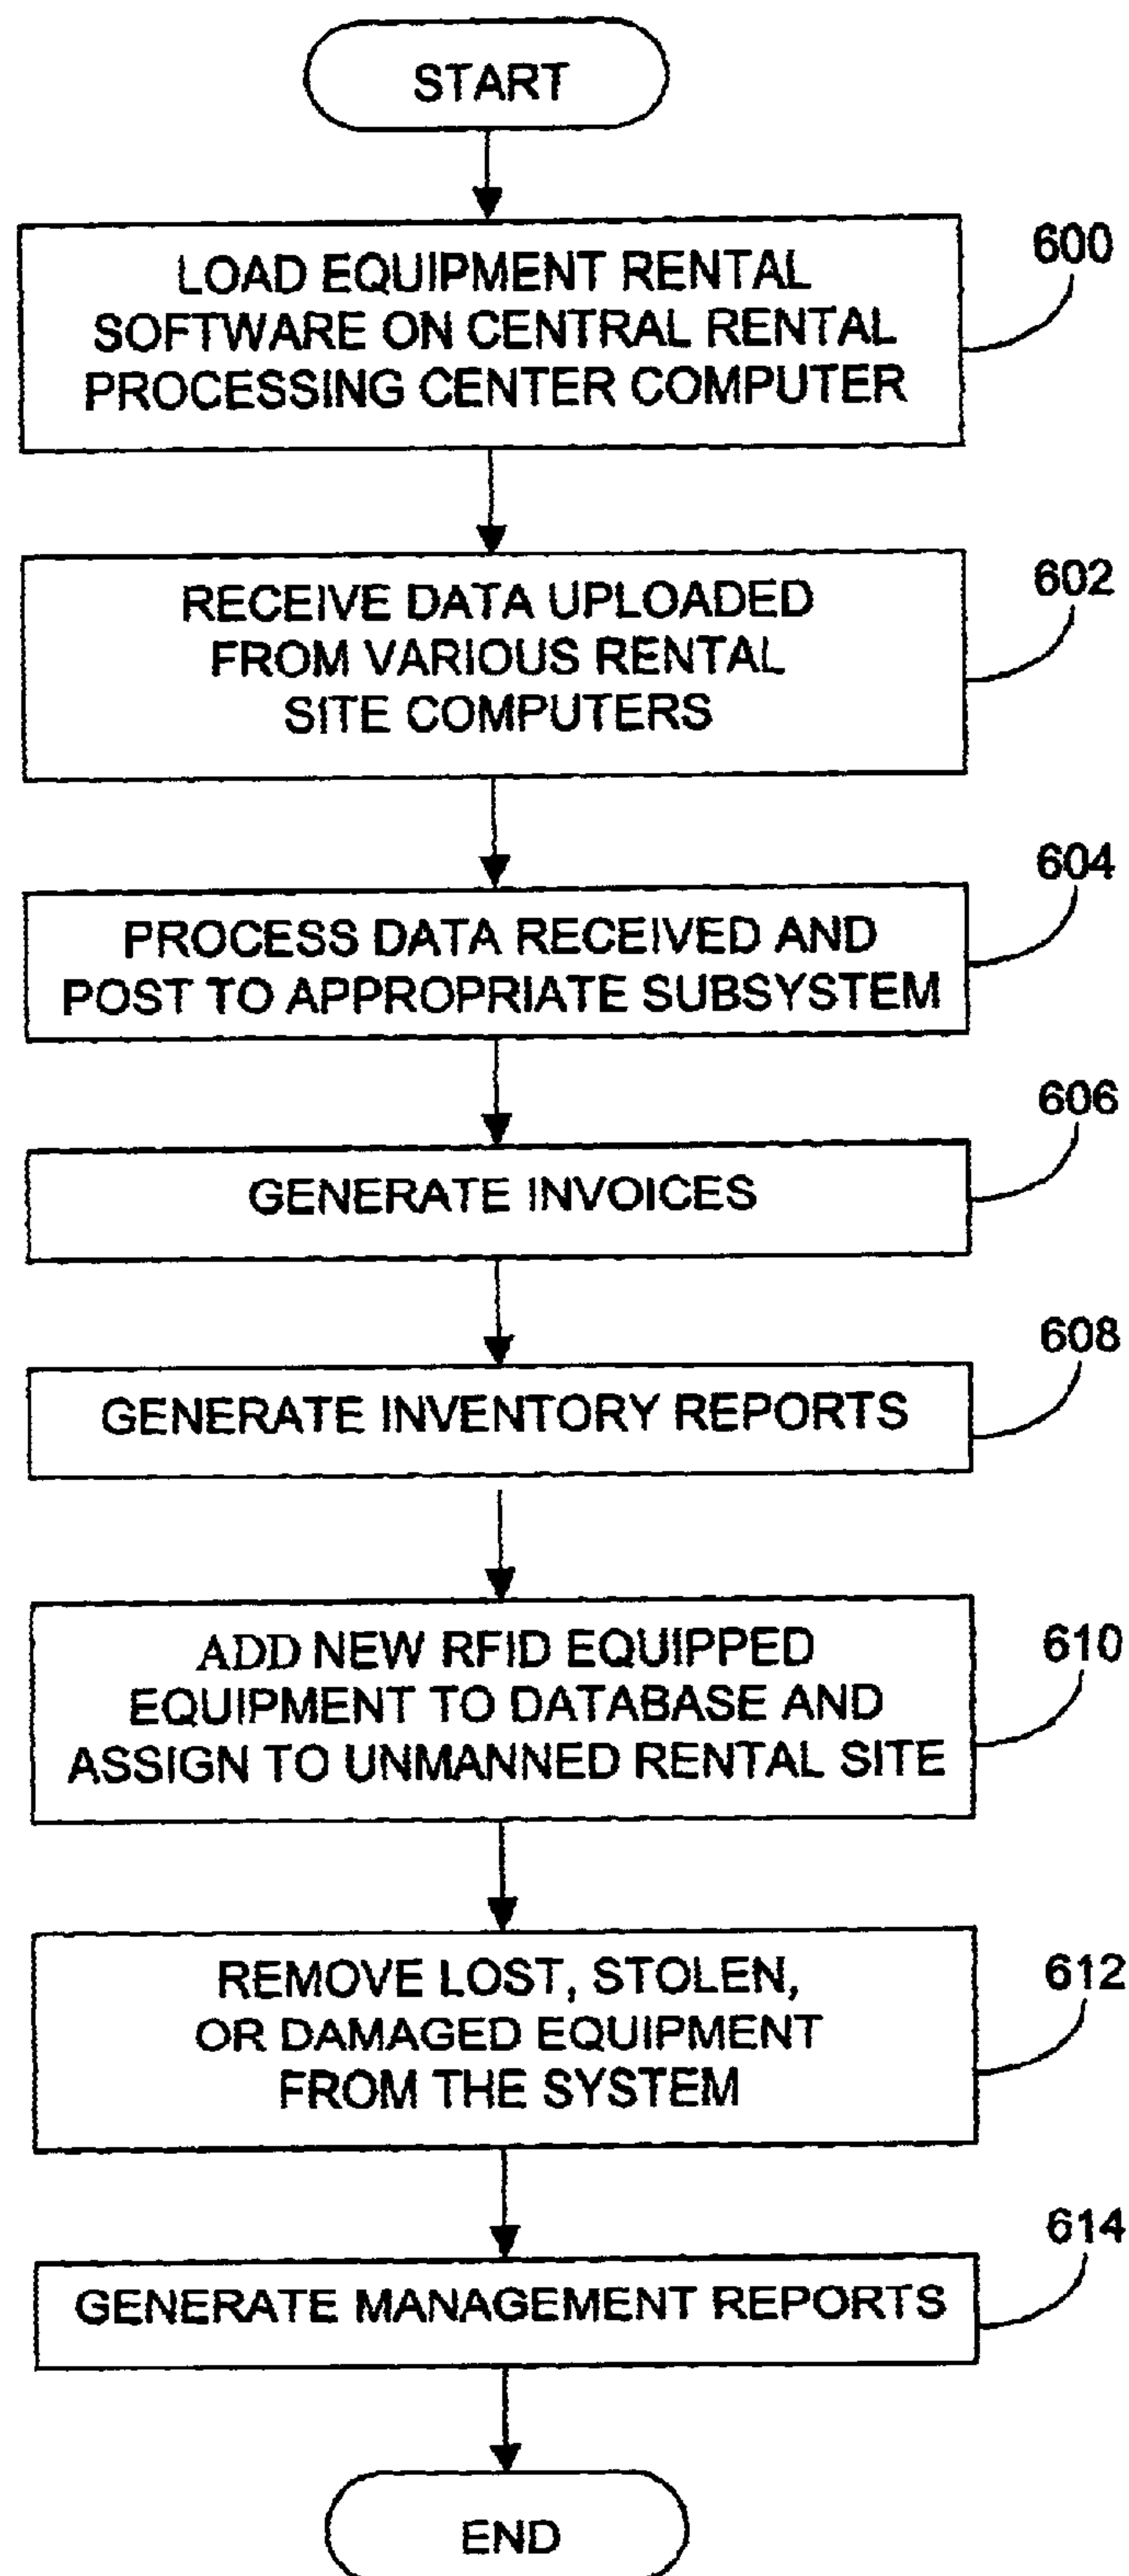 START
LOAD EQUIPMENT RENTAL
SOFTWARE ON CENTRAL RENTAL
PROCESSING CENTER COMPUTER
600
RECEIVE DATA UPLOADED
FROM VARIOUS RENTAL
SITE COMPUTERS
602
PROCESS DATA RECEIVED AND
POST TO APPROPRIATE SUBSYSTEM
604
GENERATE INVOICES
606
GENERATE INVENTORY REPORTS
608
ADD NEW RFID EQUIPPED
EQUIPMENT TO DATABASE AND
ASSIGN TO UNMANNED RENTAL SITE
610
REMOVE LOST, STOLEN,
OR DAMAGED EQUIPMENT
FROM THE SYSTEM
612
GENERATE MANAGEMENT REPORTS
614
END